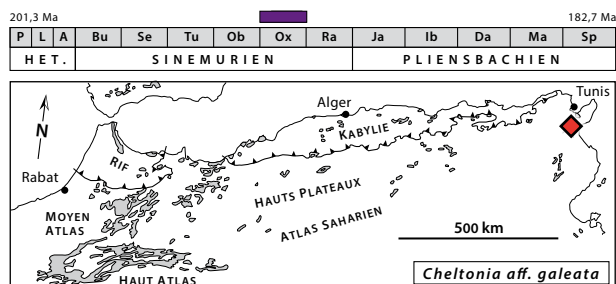 201,3 Ma 182,7 Ma
P L A Bu Se Tu Ob Ox Ra Ja Ib Da Ma Sp
HET. SINEMURIEN PLIENSBACHIEN
Tunis
Alger
N
KABYLIE
RIF
Rabat
HAUTS PLATEAUX
MOYEN
ATLAS
ATLAS SAHARIEN
500 km
HAUT ATLAS
Cheltonia aff. galeata